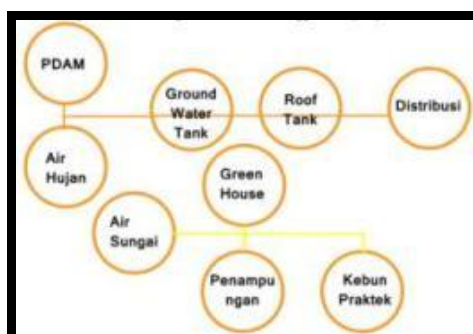 PDAM
Ground
Water
Tank
Roof
Tank
Distribusi
Air
Hujan
Green
House
Air
Sungai
Penampu
ngan
Kebun
Praktek